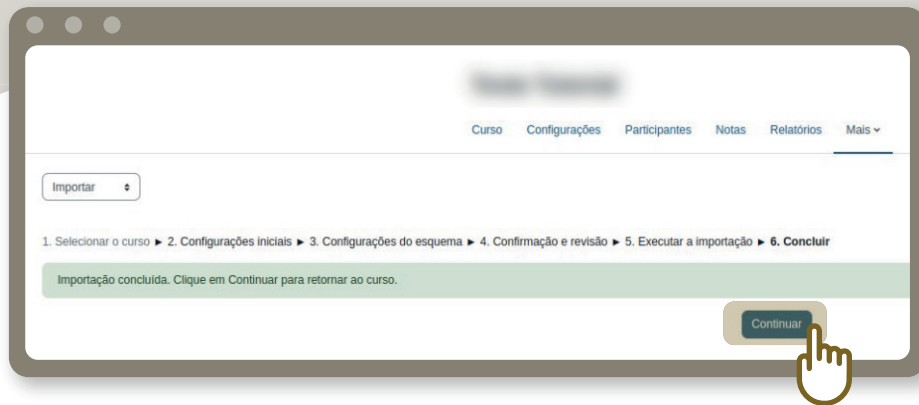 Curso Configurações Participantes Notas Relatórios Mais
Importar
1. Selecionar o curso ► 2. Configurações iniciais ► 3. Configurações do esquema ► 4. Confirmação e revisão ► 5. Executar a importação ► 6. Concluir
Importação concluída. Clique em Continuar para retornar ao curso.
Continuar